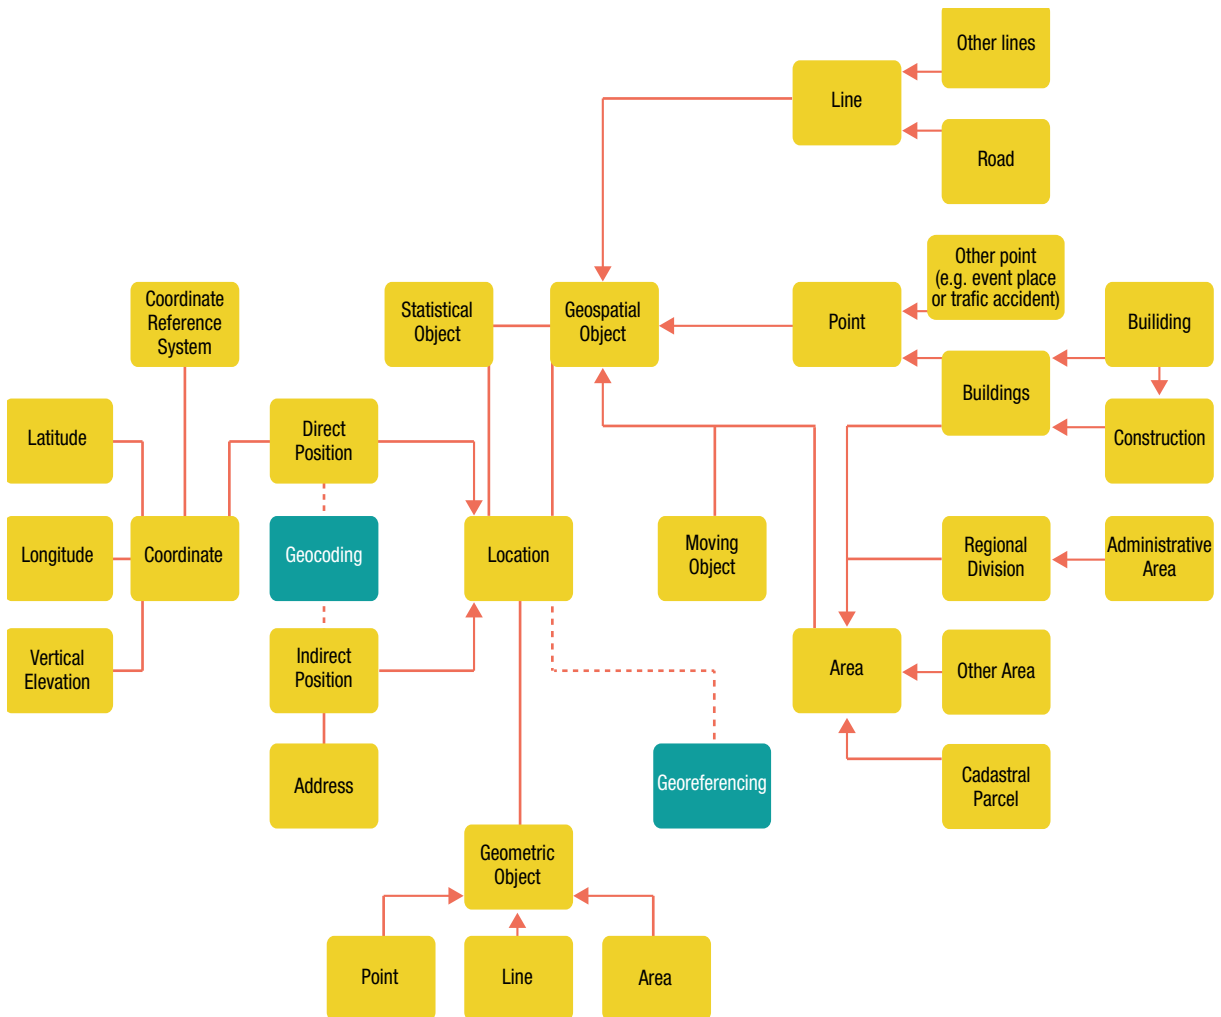 Other lines
Line
Road
Other point
(e.g. event place
or trafic accident)
Coordinate
Reference
System
Statistical
Object
Geospatial
Object
Point
Builiding
Buildings
Latitude
Direct
Position
Construction
Longitude
Coordinate
Geocoding
Location
Moving
Object
Regional
Division
Administrative
Area
Vertical
Elevation
Indirect
Position
Area
Other Area
Address
Georeferencing
Cadastral
Parcel
Geometric
Object
Point
Line
Area